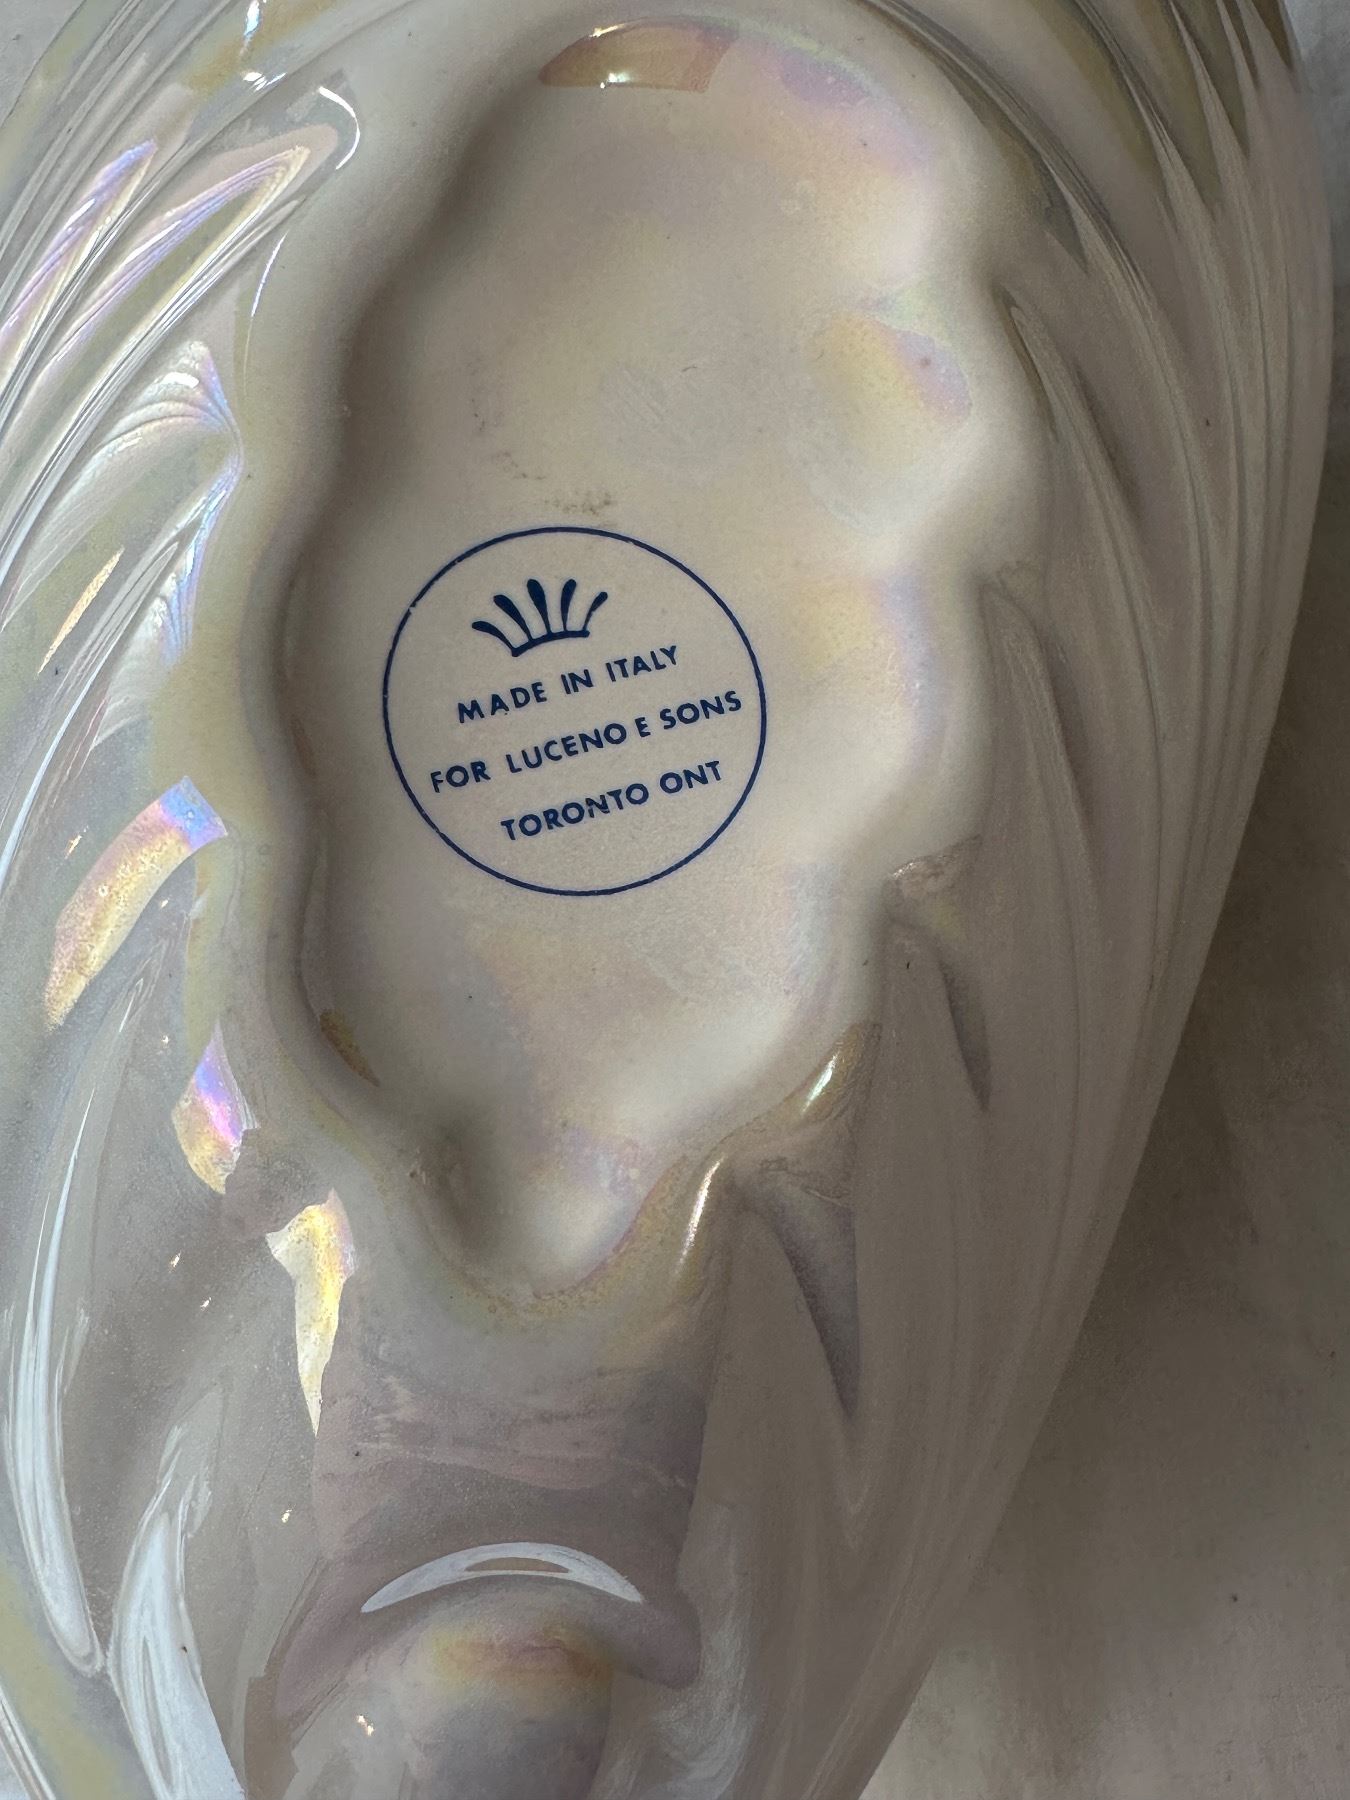 MADE IN ITALY
FOR LUCENO E SONS
TORONTO ONT